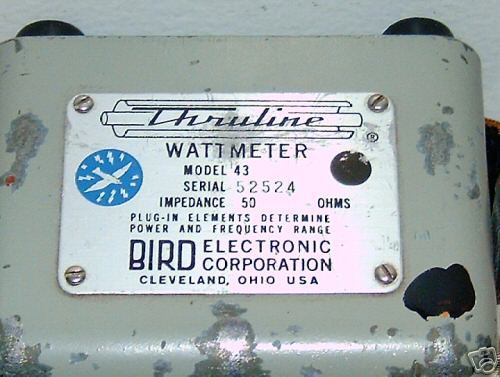 Thruline
®
WATTMETER
MODEL 43
SERIAL 52524
IMPEDANCE 50 OHMS
PLUG-IN ELEMENTS DETERMINE
POWER AND FREQUENCY RANGE
BIRD ELECTRONIC
CORPORATION
CLEVELAND, OHIO USA